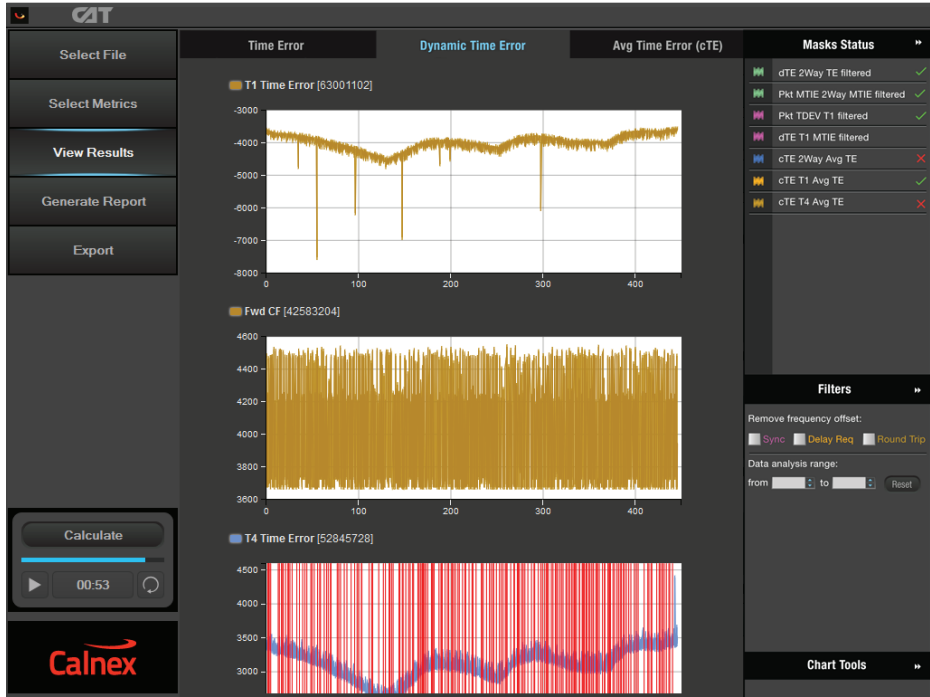 CAT
Select File
Select Metrics
View Results
Generate Report
Export
Calculate
00:53
Calnex
Time Error
Dynamic Time Error
Avg Time Error (cTE)
T1 Time Error [63001102]
-3000
-4000
-5000
-6000
-7000
-8000
0 100 200 300 400
Fwd CF [42583204]
4600
4400
4200
4000
3800
3600
0 100 200 300 400
T4 Time Error [52845728]
4500
4000
3500
3000
Masks Status
dTE 2Way TE filtered
Pkt MTIE 2Way MTIE filtered
Pkt TDEV T1 filtered
dTE T1 MTIE filtered
cTE 2Way Avg TE
cTE T1 Avg TE
cTE T4 Avg TE
Filters
Remove frequency offset:
Sync Delay Req Round Trip
Data analysis range:
from to Reset
Chart Tools